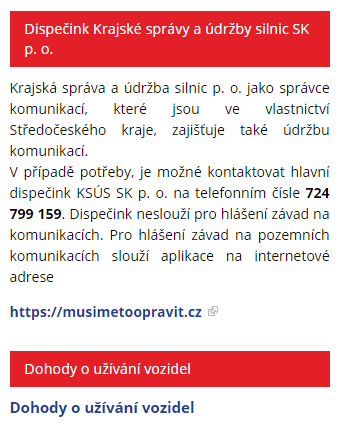 Dispečink Krajské správy a údržby silnic SK
p. o.
Krajská správa a údržba silnic p. o. jako správce
komunikací, které jsou ve vlastnictví
Středočeského kraje, zajišťuje také údržbu
komunikací.
V případě potřeby, je možné kontaktovat hlavní
dispečink KSÚS SK p. o. na telefonním čísle 724
799 159. Dispečink neslouží pro hlášení závad na
komunikacích. Pro hlášení závad na pozemních
komunikacích slouží aplikace na internetové
adrese
https://musimetoopravit.cz
Dohody o užívání vozidel
Dohody o užívání vozidel